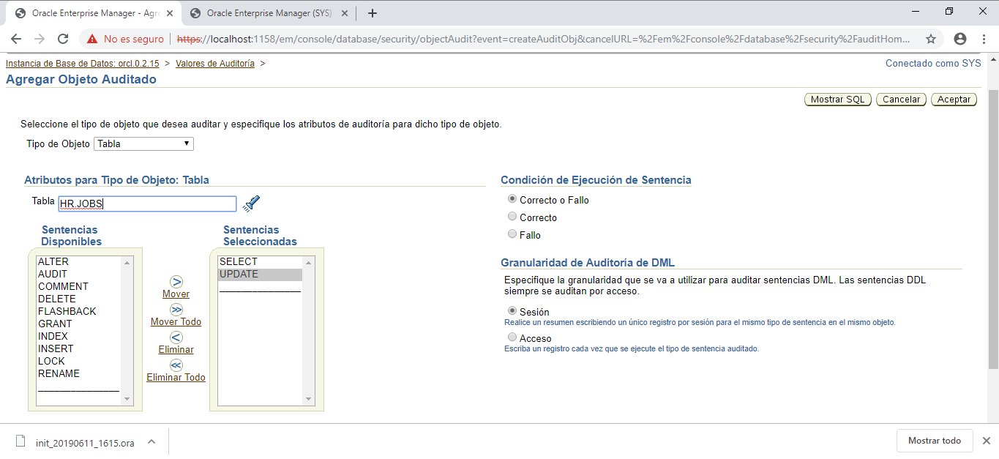 Oracle Enterprise Manager - Agre
Oracle Enterprise Manager (SYS)
No es seguro
https://localhost:1158/em/console/database/security/objectAudit?event=createAuditObj&cancelURL=%2Fem%2Fconsole%2Fdatabase%2Fsecurity%2FauditHom...
Instancia de Base de Datos: orcl.0.2.15 > Valores de Auditoría >
Conectado como SYS
Agregar Objeto Auditado
Mostrar SQL Cancelar Aceptar
Seleccione el tipo de objeto que desea auditar y especifique los atributos de auditoría para dicho tipo de objeto.
Tipo de Objeto Tabla
Atributos para Tipo de Objeto: Tabla
Tabla HR.JOBS
Sentencias
Disponibles
ALTER
AUDIT
COMMENT
DELETE
FLASHBACK
GRANT
INDEX
INSERT
LOCK
RENAME
Mover
Mover Todo
Eliminar
Eliminar Todo
Sentencias
Seleccionadas
SELECT
UPDATE
Condición de Ejecución de Sentencia
Correcto o Fallo
Correcto
Fallo
Granularidad de Auditoría de DML
Especifique la granularidad que se va a utilizar para auditar sentencias DML. Las sentencias DDL
siempre se auditan por acceso.
Sesión
Realice un resumen escribiendo un único registro por sesión para el mismo tipo de sentencia en el mismo objeto.
Acceso
Escriba un registro cada vez que se ejecute el tipo de sentencia auditado.
init_20190611_1615.ora
Mostrar todo